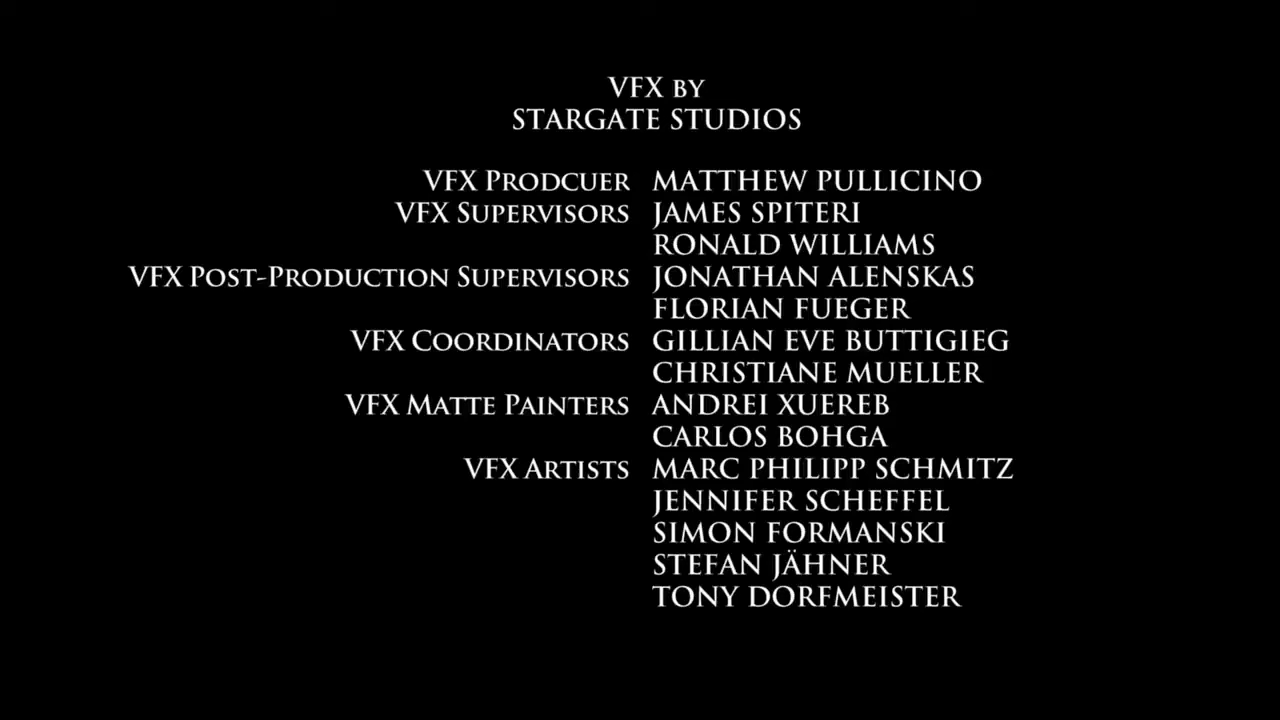 VFX BY
STARGATE STUDIOS
VFX PRODCUER MATTHEW PULLICINO
VFX SUPERVISORS JAMES SPITERI
RONALD WILLIAMS
VFX POST-PRODUCTION SUPERVISORS JONATHAN ALENSKAS
FLORIAN FUEGER
VFX COORDINATORS GILLIAN EVE BUTTIGIEG
CHRISTIANE MUELLER
VFX MATTE PAINTERS ANDREI XUEREB
CARLOS BOHGA
VFX ARTISTS MARC PHILIPP SCHMITZ
JENNIFER SCHEFFEL
SIMON FORMANSKI
STEFAN JÄHNER
TONY DORFMEISTER